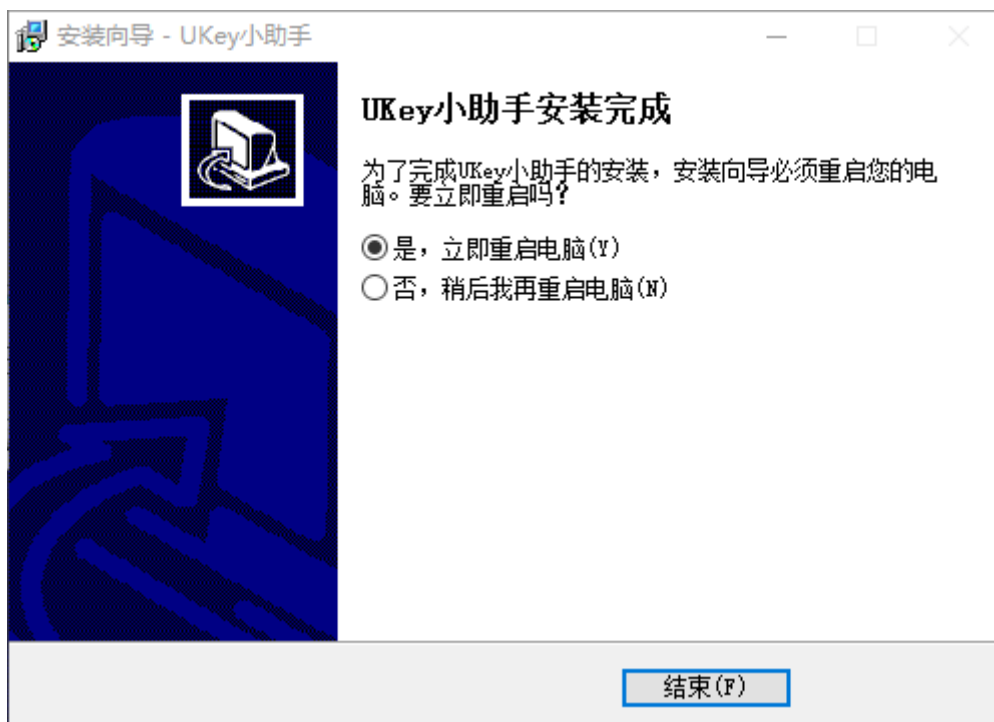 安装向导 - UKey小助手
UKey小助手安装完成
为了完成UKey小助手的安装，安装向导必须重启您的电
脑。要立即重启吗?
是，立即重启电脑(Y)
否，稍后我再重启电脑(N)
结束(F)